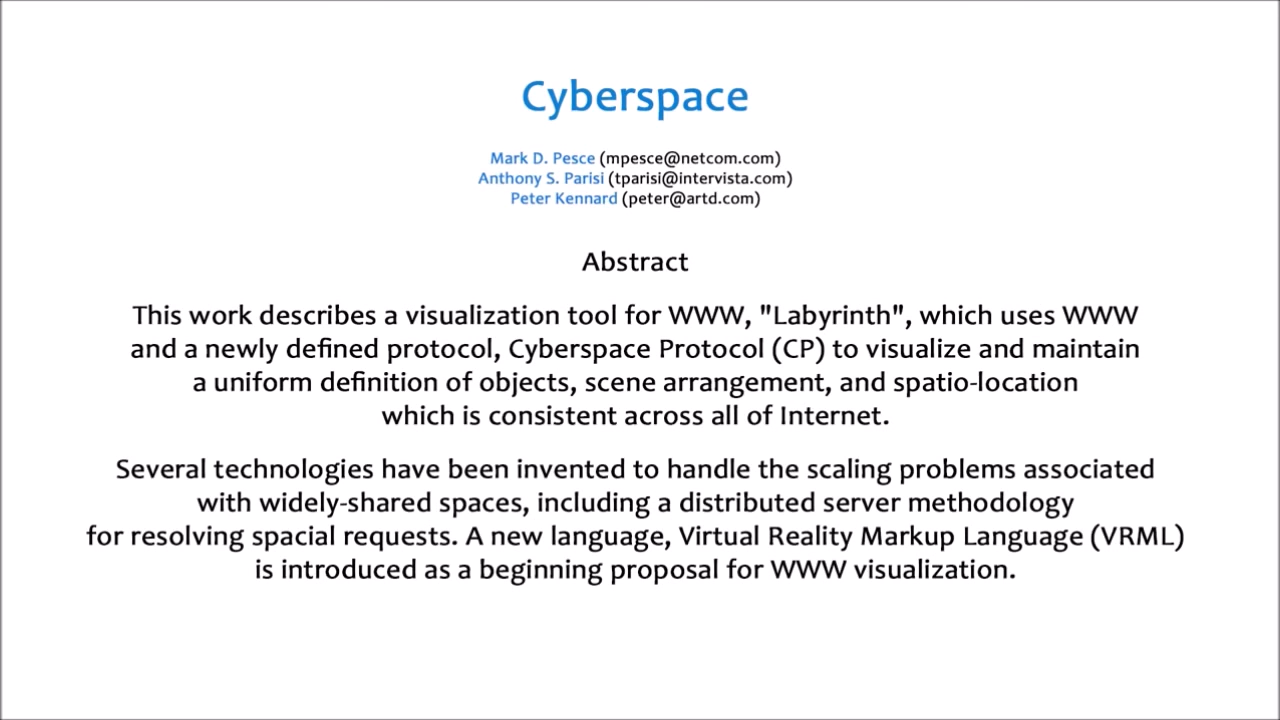 Cyberspace
Mark D. Pesce (mpesce@netcom.com)
Anthony S. Parisi (tparisi@intervista.com)
Peter Kennard (peter@artd.com)
Abstract
This work describes a visualization tool for WWW, "Labyrinth", which uses WWW
and a newly defined protocol, Cyberspace Protocol (CP) to visualize and maintain
a uniform definition of objects, scene arrangement, and spatio-location
which is consistent across all of Internet.
Several technologies have been invented to handle the scaling problems associated
with widely-shared spaces, including a distributed server methodology
for resolving spacial requests. A new language, Virtual Reality Markup Language (VRML)
is introduced as a beginning proposal for WWW visualization.